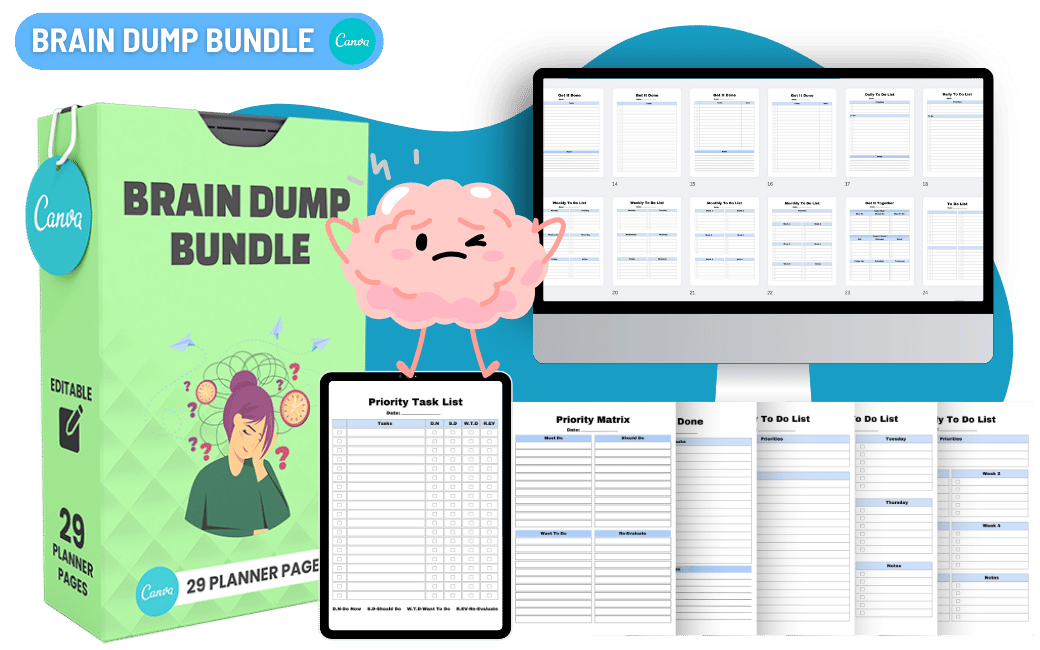 BRAIN DUMP BUNDLE
Canva
Canva
BRAIN DUMP
BUNDLE
EDITABLE
29
PLANNER
PAGES
Canva
29 PLANNER PAGE
Get It Done
Get It Done
Get It Done
Get It Done
Daily To Do List
Daily To Do List
14
15
16
17
18
Monthly To Do List
Weekly To Do List
Monthly To Do List
Monthly To Do List
Get It Together
To Do List
20
21
22
23
24
Priority Task List
Date:
Tasks
D.N
S.D
W.T.D
R.EV
D.N-Do Now
S.D-Should Do
W.T.D-Want To Do
R.EV-Re-Evaluate
Priority Matrix
Date:
Must Do
Should Do
Want To Do
Re-Evaluate
Done
y To Do List
Priorities
o Do List
Tuesday
Thursday
Notes
y To Do List
Priorities
Week 2
Week 4
Notes